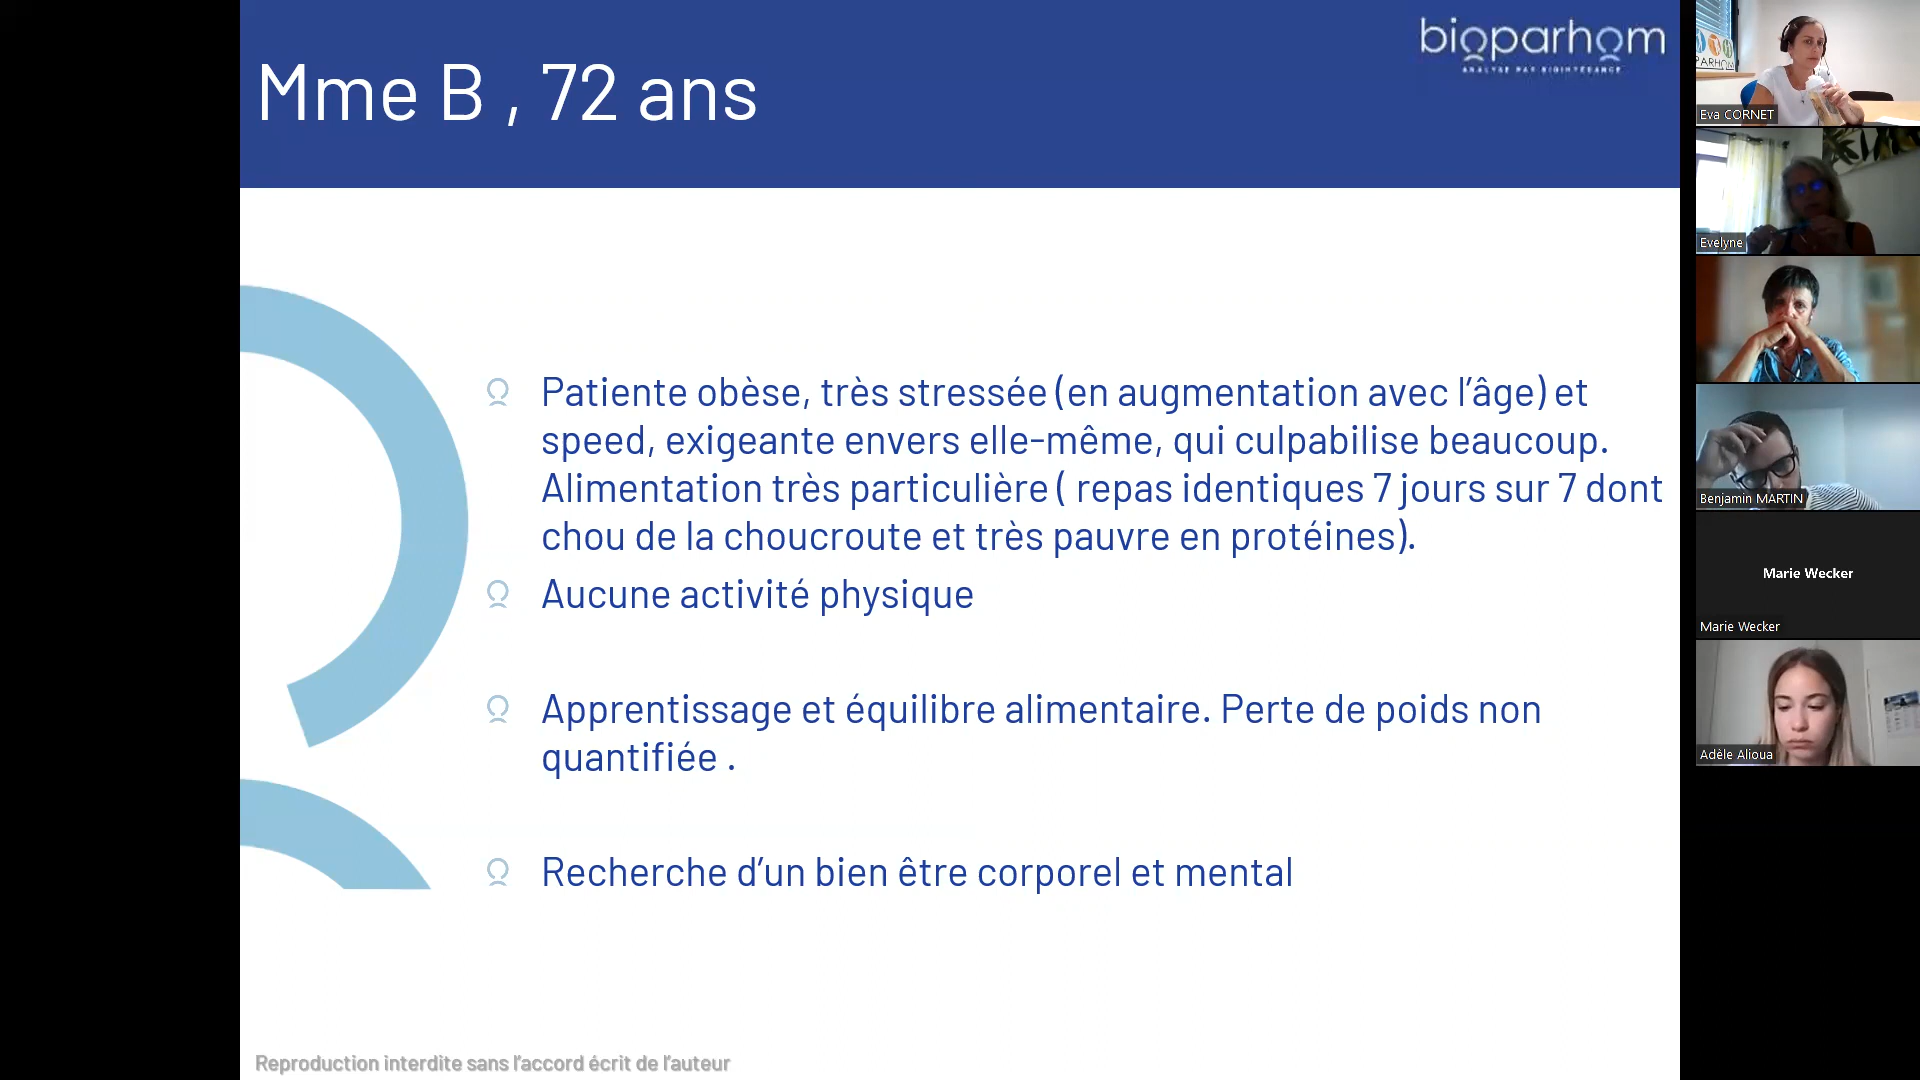 Mme B , 72 ans
bioparhom
ANALYSE PAR BIOIMPÉDANCE
Patiente obèse, très stressée (en augmentation avec l’âge) et
speed, exigeante envers elle-même, qui culpabilise beaucoup.
Alimentation très particulière ( repas identiques 7 jours sur 7 dont
chou de la choucroute et très pauvre en protéines).
Aucune activité physique
Apprentissage et équilibre alimentaire. Perte de poids non
quantifiée .
Recherche d’un bien être corporel et mental
Reproduction interdite sans l’accord écrit de l’auteur
PARHOM
Eva CORNET
Evelyne
Benjamin MARTIN
Marie Wecker
Marie Wecker
Adèle Alioua